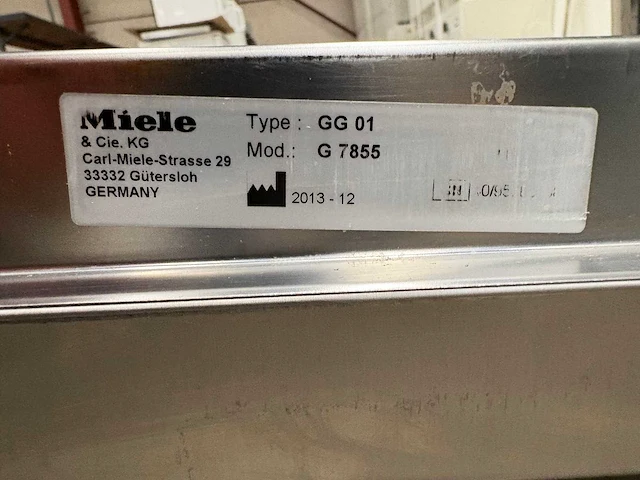 Miele
& Cie. KG
Carl-Miele-Strasse 29
33332 Gütersloh
GERMANY
Type : GG 01
Mod.: G 7855
2013 - 12